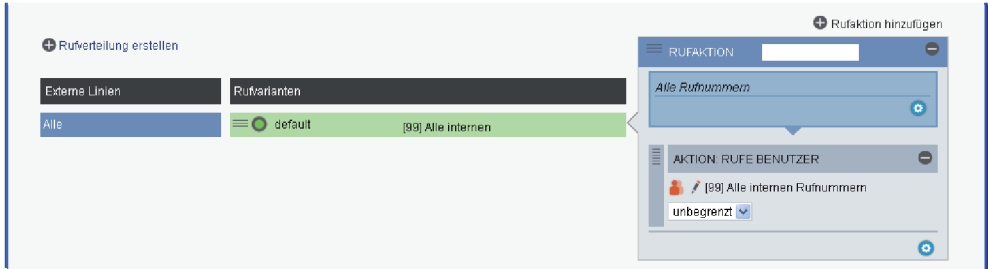 Rufaktion hinzufügen
Rufverteilung erstellen
RUFAKTION
Externe Linien
Rufvarianten
Alle Rufnummern
Alle
default
[99] Alle internen
AKTION: RUFE BENUTZER
[99] Alle internen Rufnummern
unbegrenzt